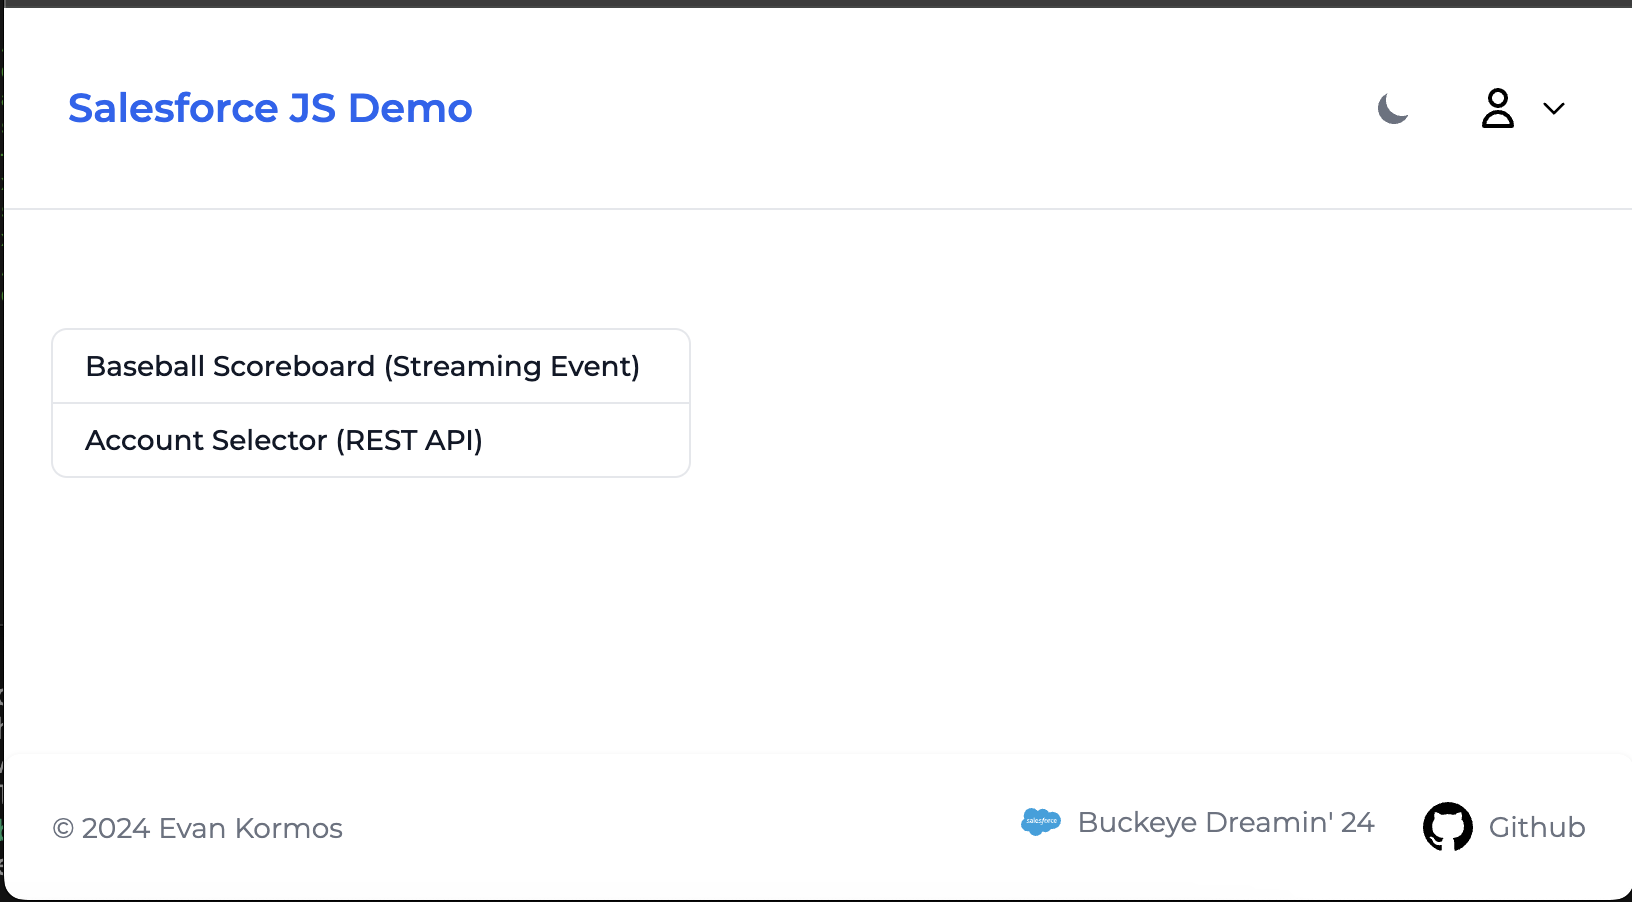 Salesforce JS Demo
Baseball Scoreboard (Streaming Event)
Account Selector (REST API)
© 2024 Evan Kormos
salesforce
Buckeye Dreamin' 24
Github